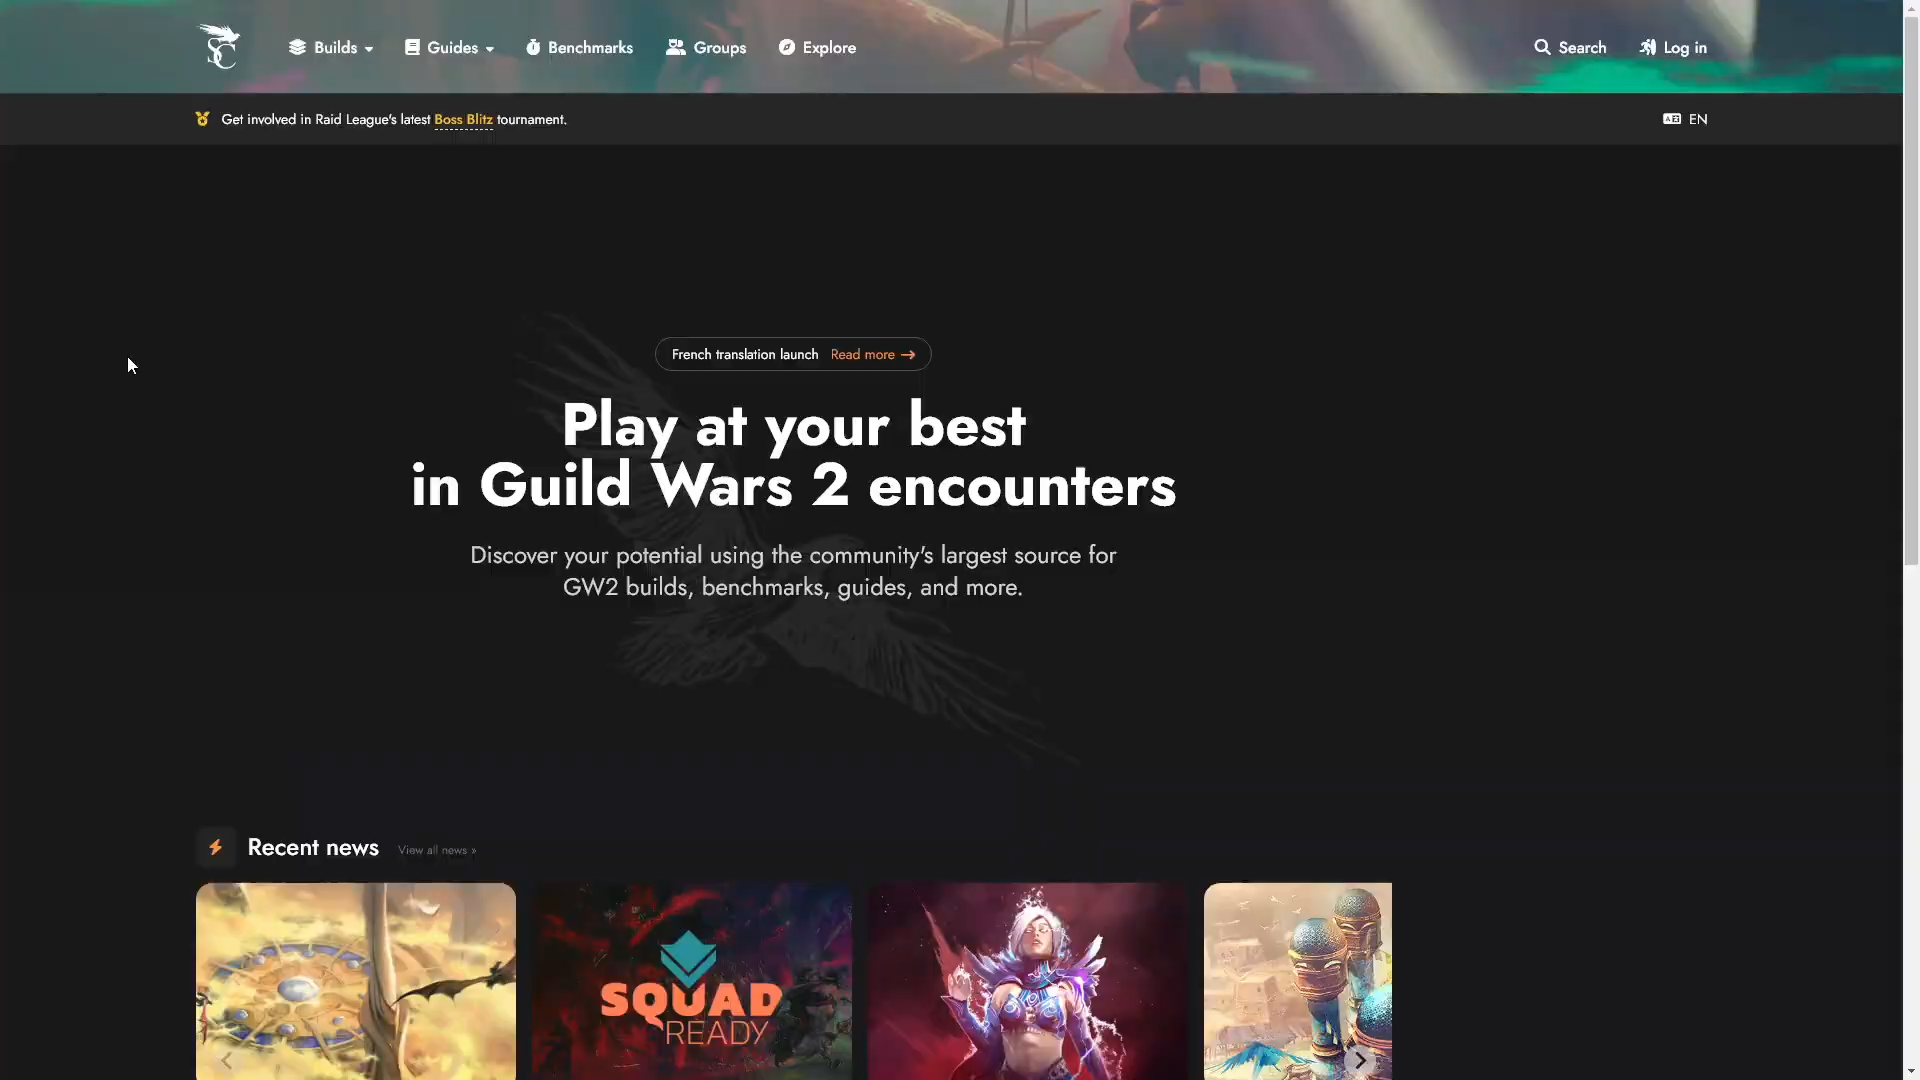 SC
Builds
Guides
Benchmarks
Groups
Explore
Search
Log in
Get involved in Raid League's latest Boss Blitz tournament.
EN
French translation launch Read more →
Play at your best
in Guild Wars 2 encounters
Discover your potential using the community's largest source for
GW2 builds, benchmarks, guides, and more.
Recent news
View all news »
SQUAD
READY